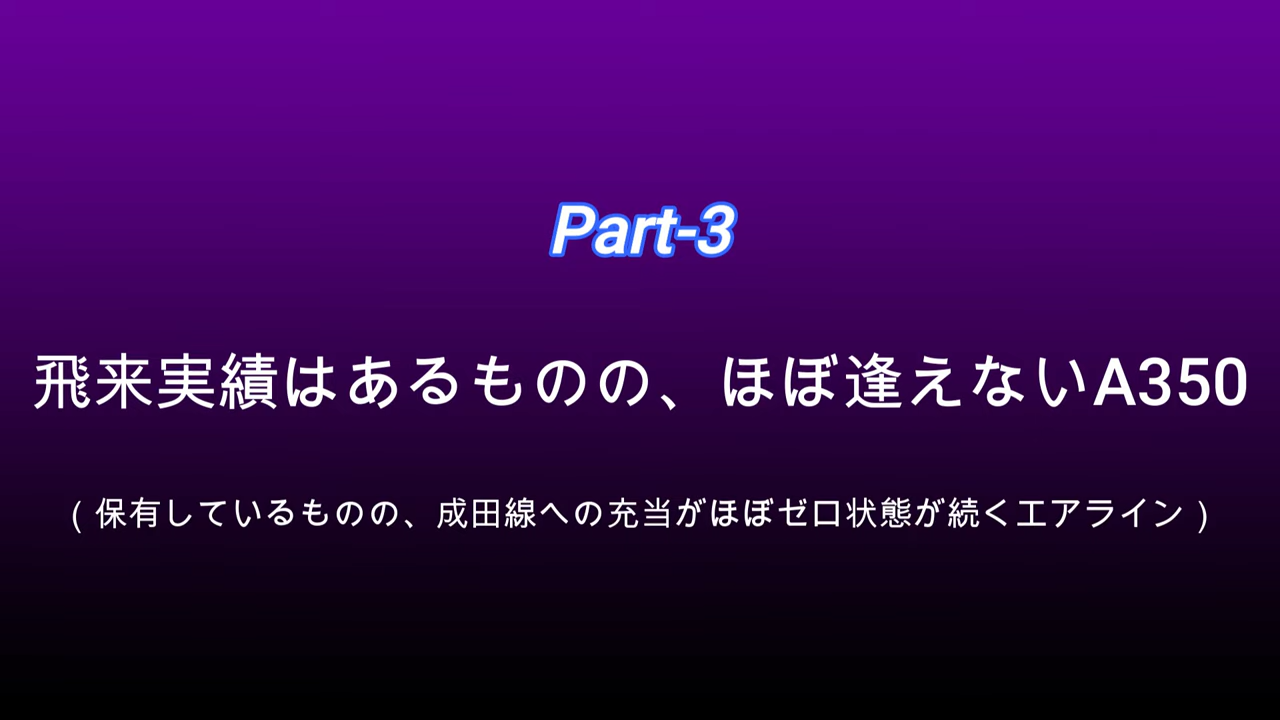 Part-3
飛来実績はあるものの、ほぼ逢えないA350
( 保有しているものの、成田線への充当がほぼゼロ状態が続くエアライン )